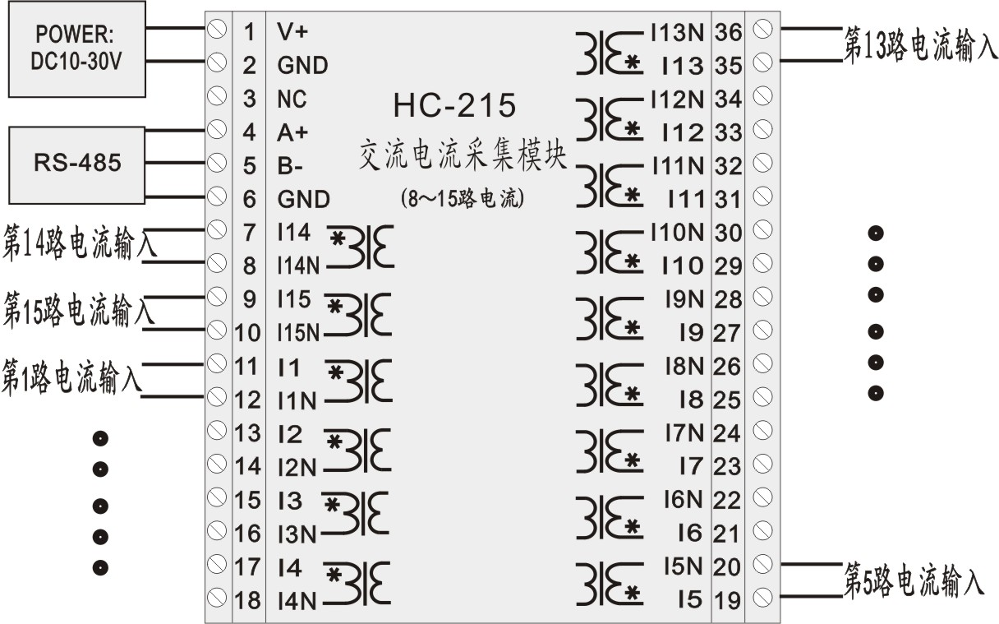 POWER:
DC10-30V
RS-485
第14路电流输入
第15路电流输入
第1路电流输入
1 V+
2 GND
3 NC
4 A+
5 B-
6 GND
7 I14
8 I14N
9 I15
10 I15N
11 I1
12 I1N
13 I2
14 I2N
15 I3
16 I3N
17 I4
18 I4N
HC-215
交流电流采集模块
(8～15路电流)
I13N 36
I13 35
I12N 34
I12 33
I11N 32
I11 31
I10N 30
I10 29
I9N 28
I9 27
I8N 26
I8 25
I7N 24
I7 23
I6N 22
I6 21
I5N 20
I5 19
第13路电流输入
第5路电流输入